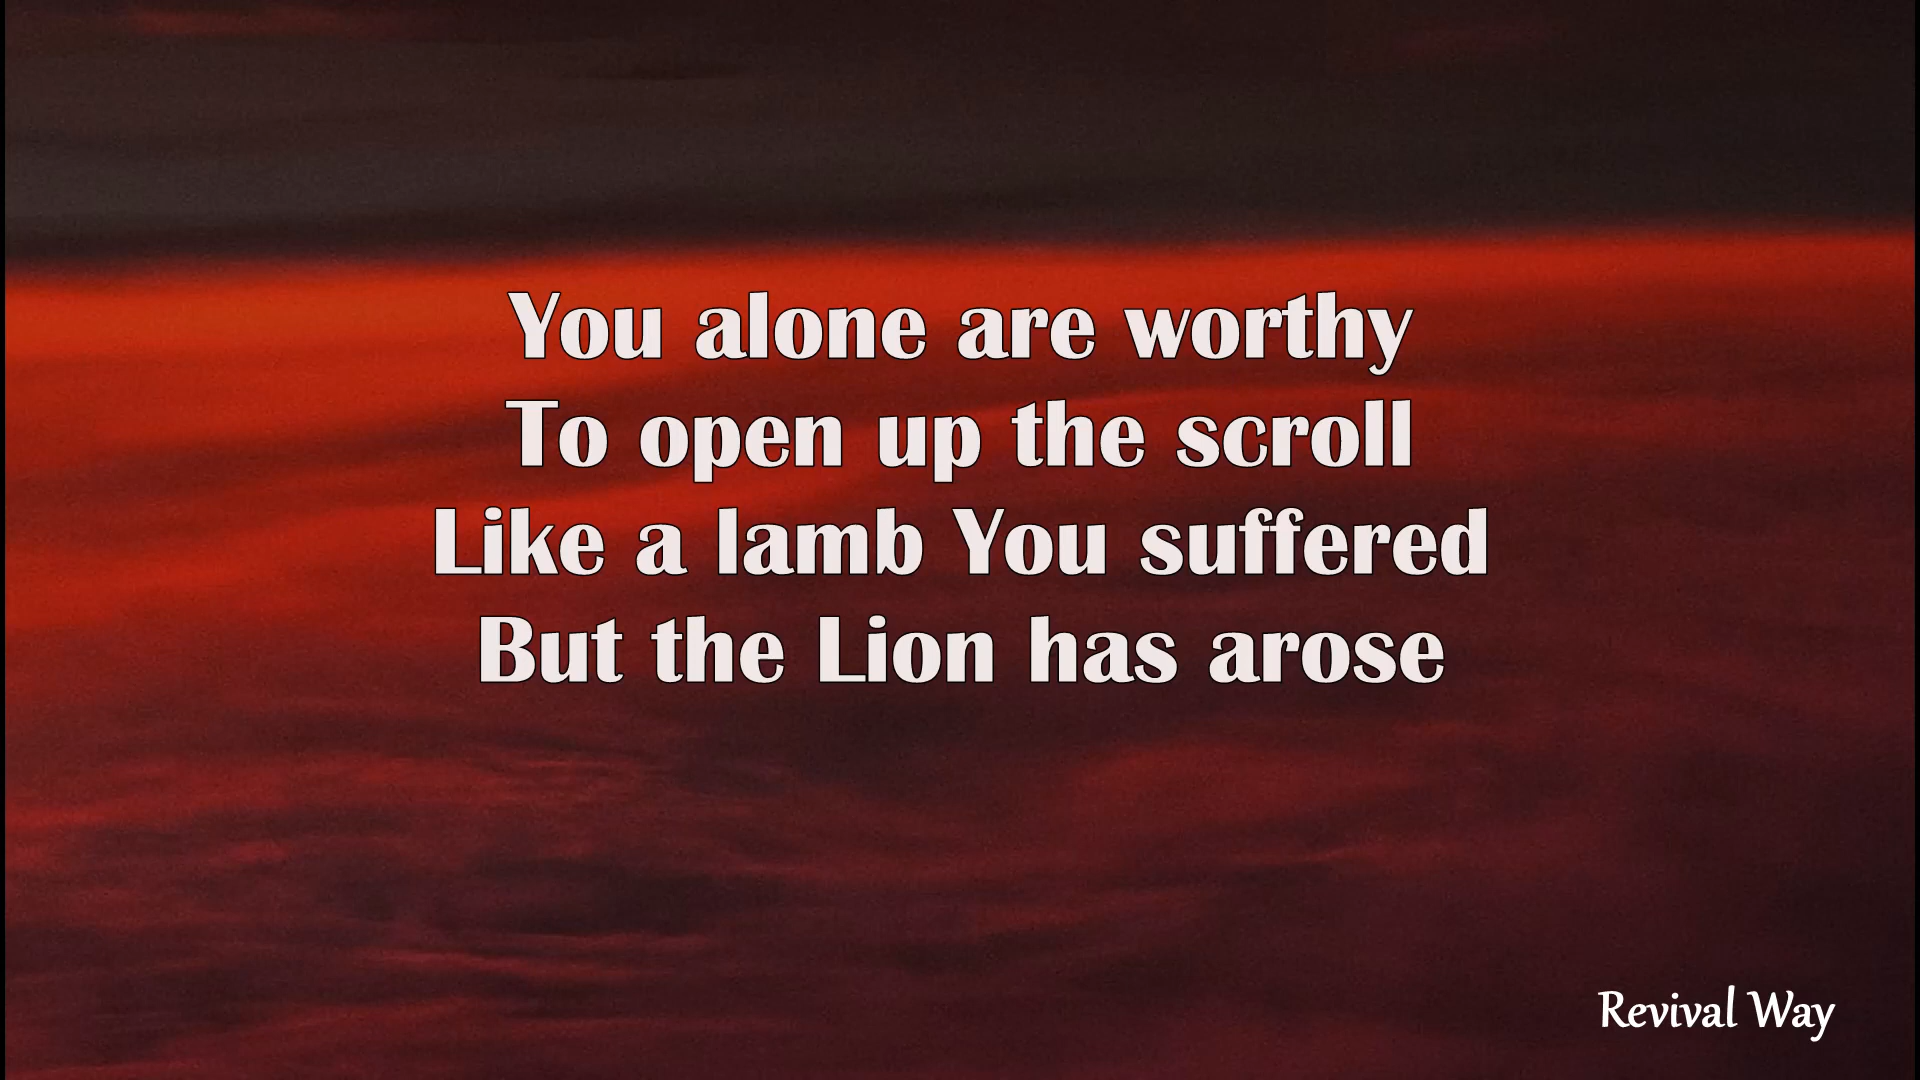 You alone are worthy
To open up the scroll
Like a lamb You suffered
But the Lion has arose
Revival Way